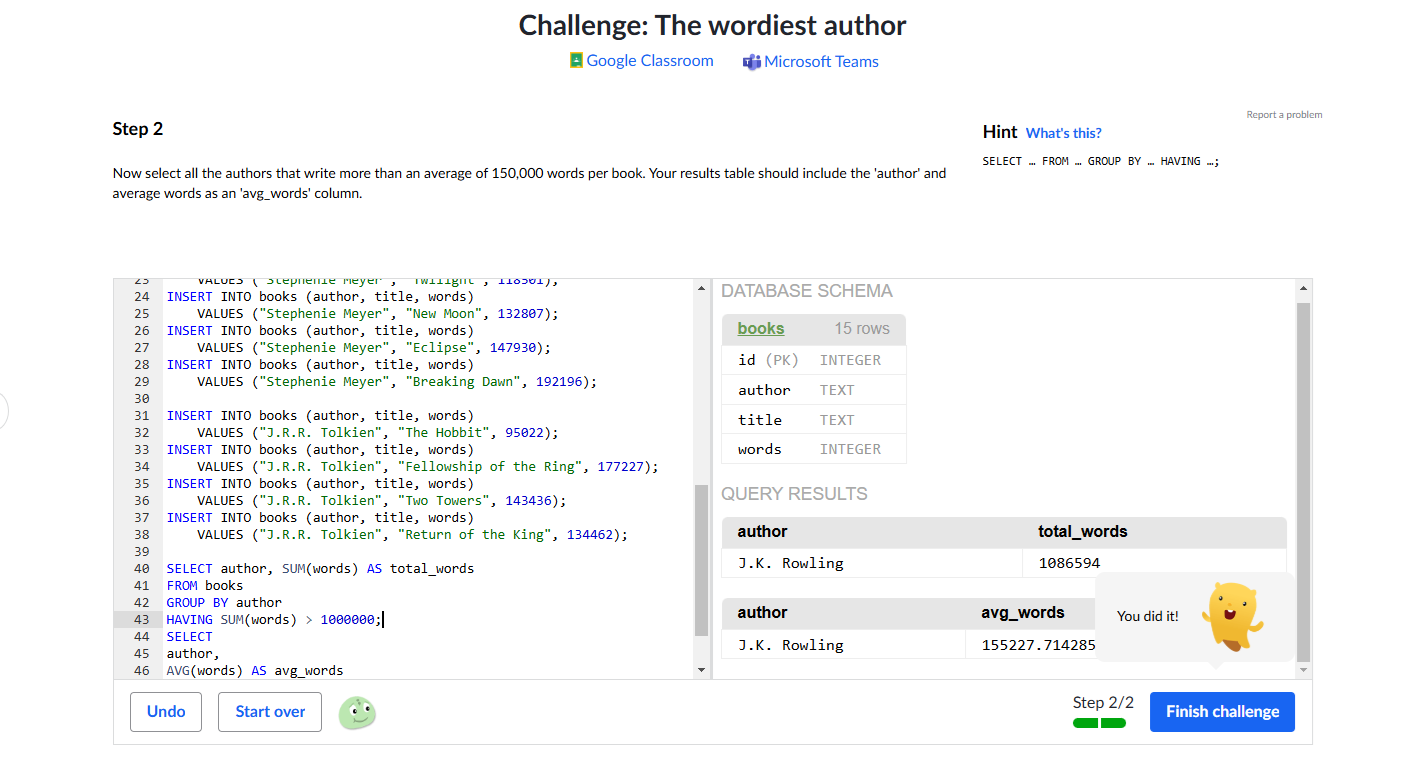 Challenge: The wordiest author
Google Classroom Microsoft Teams
Report a problem
Step 2
Now select all the authors that write more than an average of 150,000 words per book. Your results table should include the 'author' and
average words as an 'avg_words' column.
Hint What's this?
SELECT … FROM … GROUP BY … HAVING …;
23 VALUES ("Stephenie Meyer", "Twilight", 118501);
24 INSERT INTO books (author, title, words)
25 VALUES ("Stephenie Meyer", "New Moon", 132807);
26 INSERT INTO books (author, title, words)
27 VALUES ("Stephenie Meyer", "Eclipse", 147930);
28 INSERT INTO books (author, title, words)
29 VALUES ("Stephenie Meyer", "Breaking Dawn", 192196);
30
31 INSERT INTO books (author, title, words)
32 VALUES ("J.R.R. Tolkien", "The Hobbit", 95022);
33 INSERT INTO books (author, title, words)
34 VALUES ("J.R.R. Tolkien", "Fellowship of the Ring", 177227);
35 INSERT INTO books (author, title, words)
36 VALUES ("J.R.R. Tolkien", "Two Towers", 143436);
37 INSERT INTO books (author, title, words)
38 VALUES ("J.R.R. Tolkien", "Return of the King", 134462);
39
40 SELECT author, SUM(words) AS total_words
41 FROM books
42 GROUP BY author
43 HAVING SUM(words) > 1000000;
44 SELECT
45 author,
46 AVG(words) AS avg_words
DATABASE SCHEMA
books 15 rows
id (PK) INTEGER
author TEXT
title TEXT
words INTEGER
QUERY RESULTS
author total_words
J.K. Rowling 1086594
author avg_words
J.K. Rowling 155227.714285
You did it!
Undo Start over
Step 2/2
Finish challenge